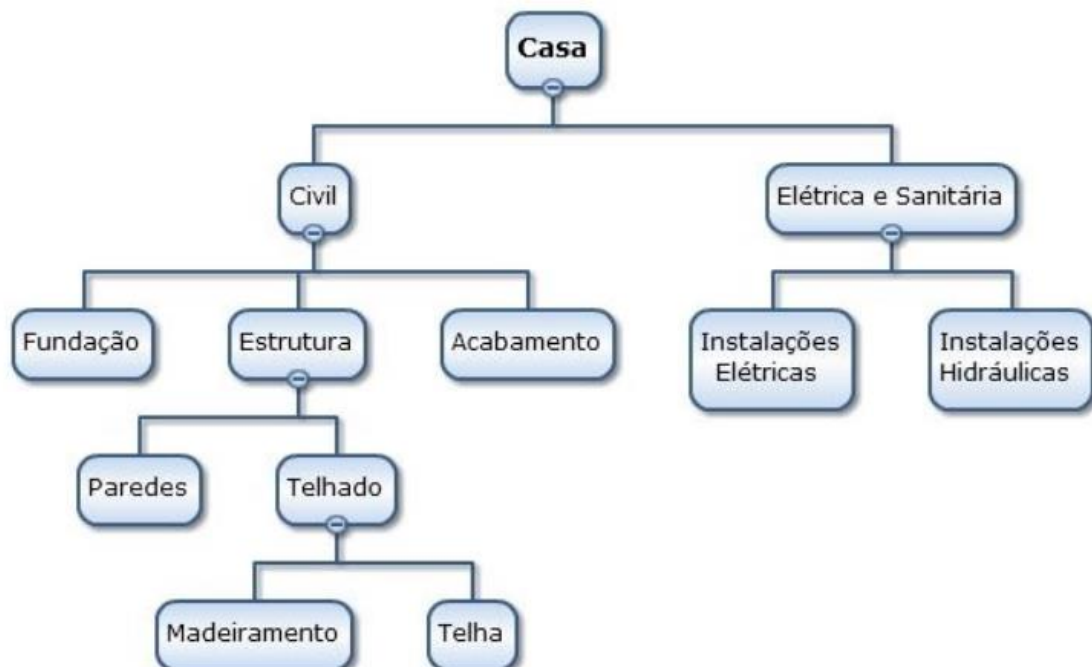 Casa
Civil
Elétrica e Sanitária
Fundação
Estrutura
Acabamento
Instalações
Elétricas
Instalações
Hidráulicas
Paredes
Telhado
Madeiramento
Telha